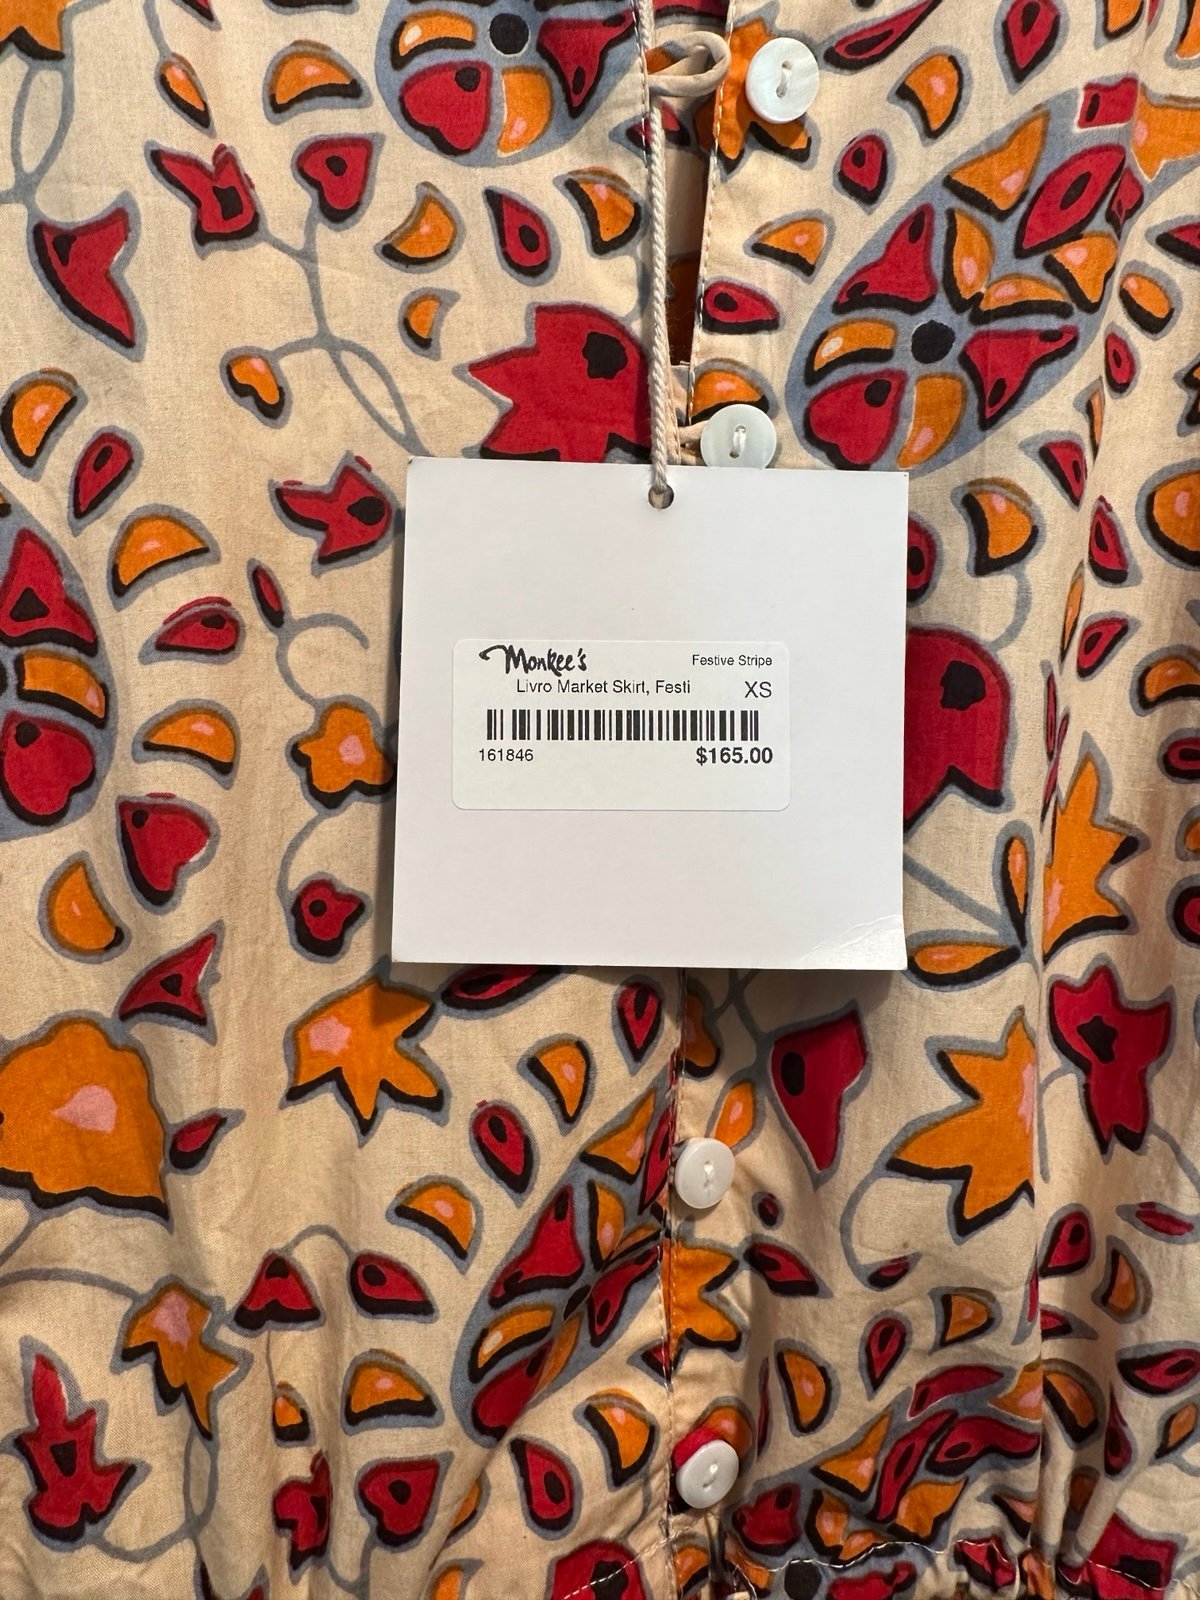 Monkee's Festive Stripe
Livro Market Skirt, Festi XS
161846 $165.00